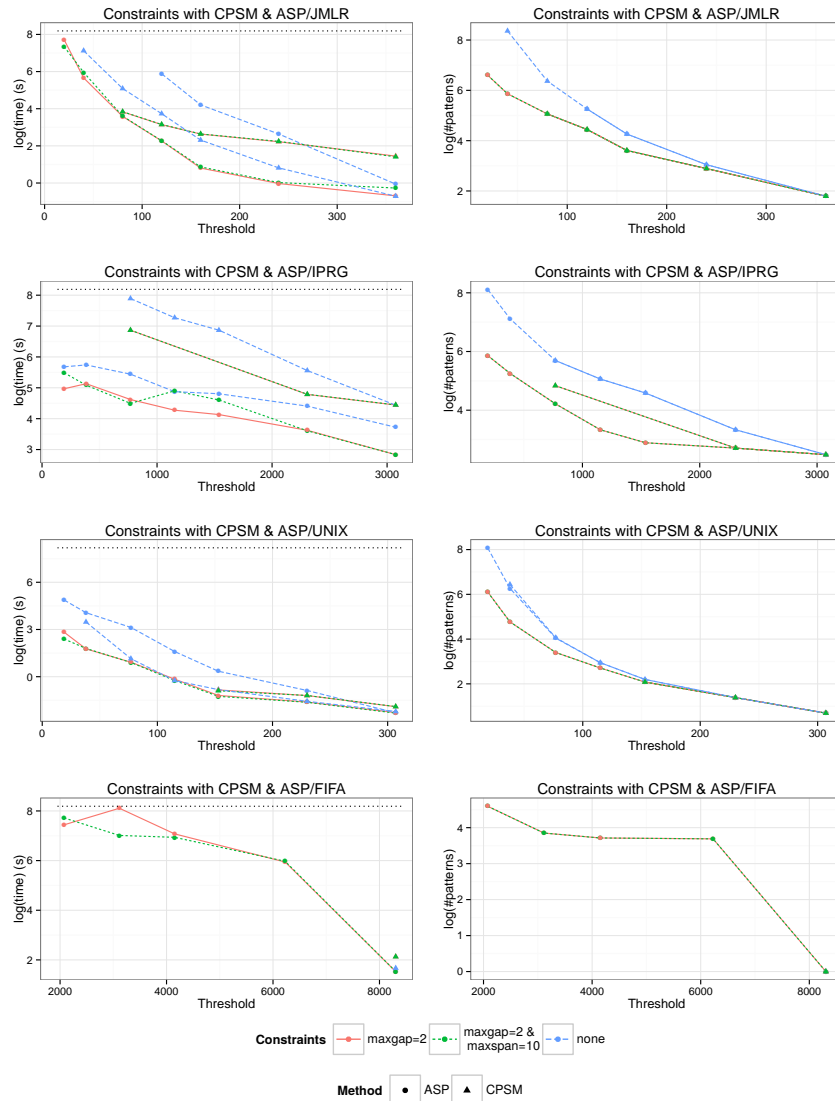 Constraints with CPSM & ASP/JMLR
log(time) (s)
8
6
4
2
0
0
100
200
300
Threshold
Constraints with CPSM & ASP/JMLR
log(#patterns)
8
6
4
2
100
200
300
Threshold
Constraints with CPSM & ASP/IPRG
log(time) (s)
8
7
6
5
4
3
0
1000
2000
3000
Threshold
Constraints with CPSM & ASP/IPRG
log(#patterns)
8
6
4
1000
2000
3000
Threshold
Constraints with CPSM & ASP/UNIX
log(time) (s)
6
3
0
0
100
200
300
Threshold
Constraints with CPSM & ASP/UNIX
log(#patterns)
8
6
4
2
100
200
300
Threshold
Constraints with CPSM & ASP/FIFA
log(time) (s)
8
6
4
2
2000
4000
6000
8000
Threshold
Constraints with CPSM & ASP/FIFA
log(#patterns)
4
3
2
1
0
2000
4000
6000
8000
Threshold
Constraints
maxgap=2
maxgap=2 &
maxspan=10
none
Method
ASP
CPSM